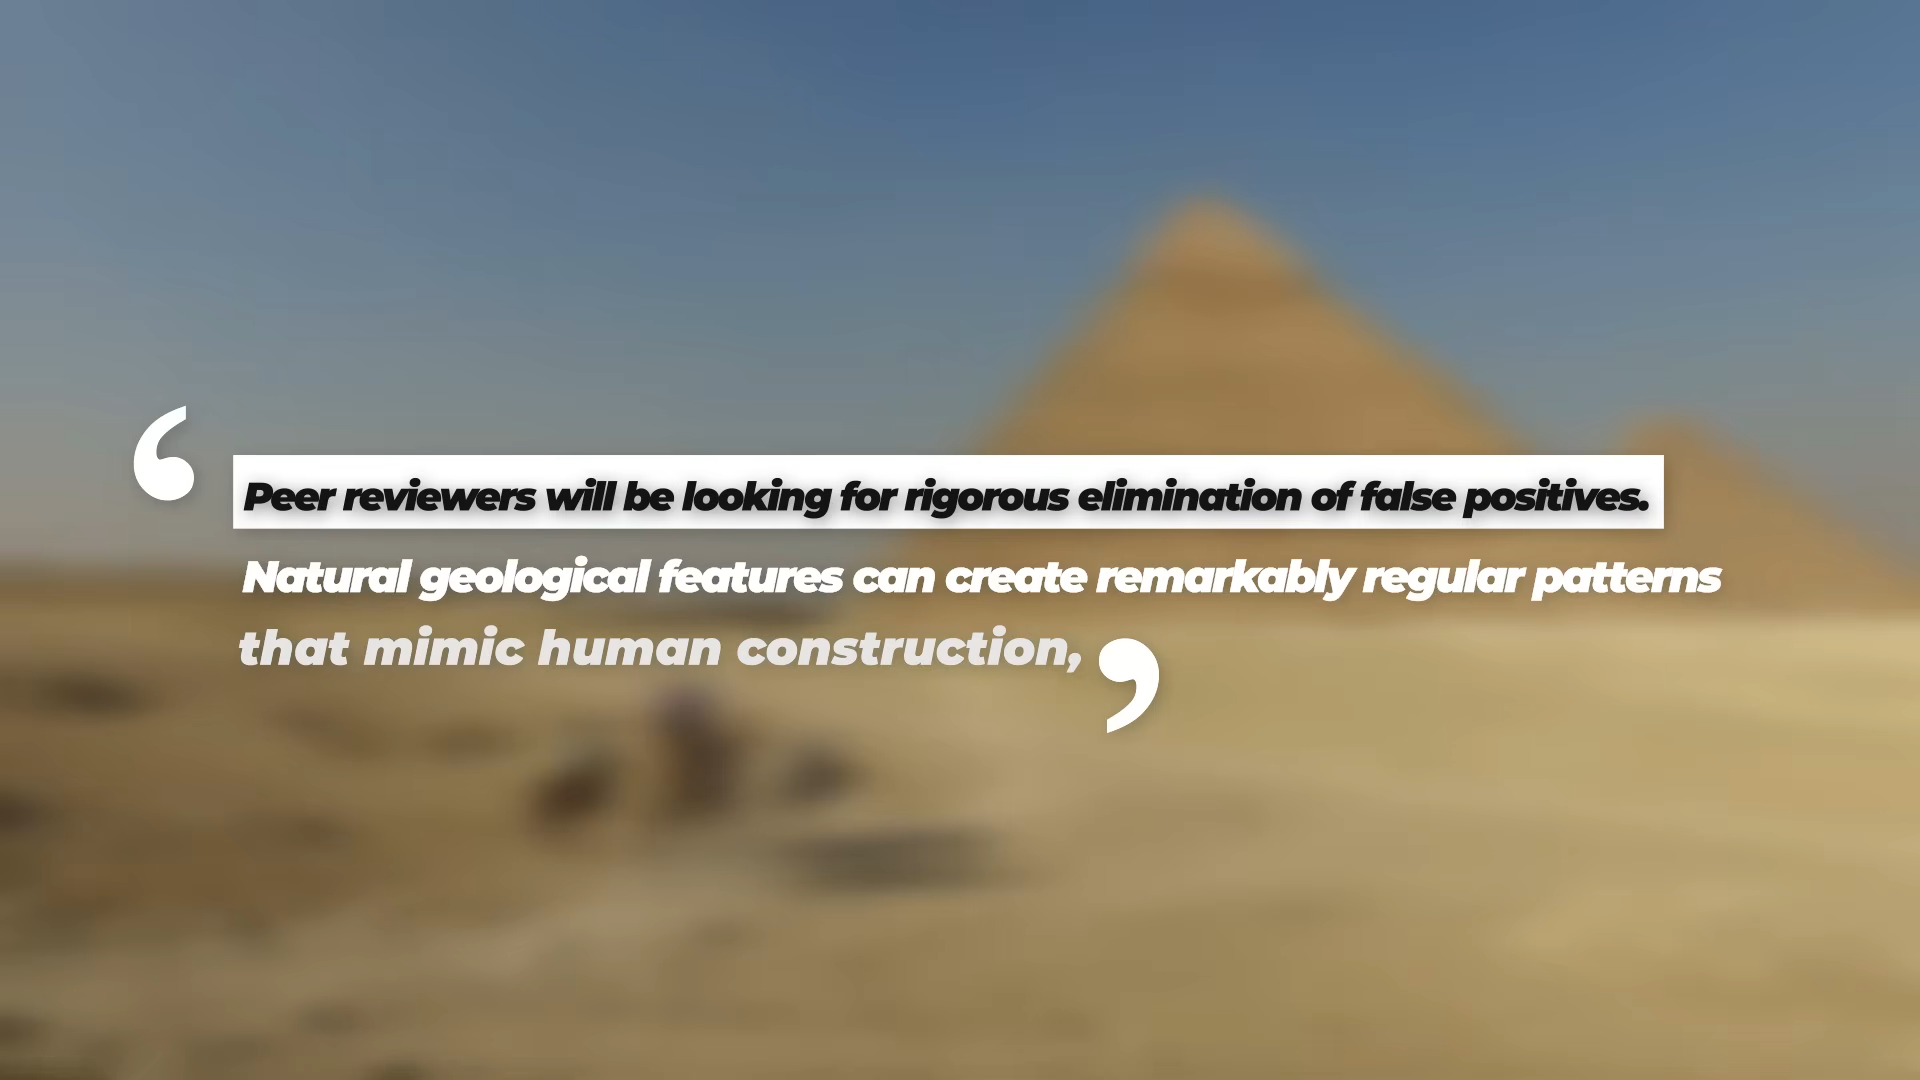 ‘Peer reviewers will be looking for rigorous elimination of false positives.
Natural geological features can create remarkably regular patterns
that mimic human construction,’